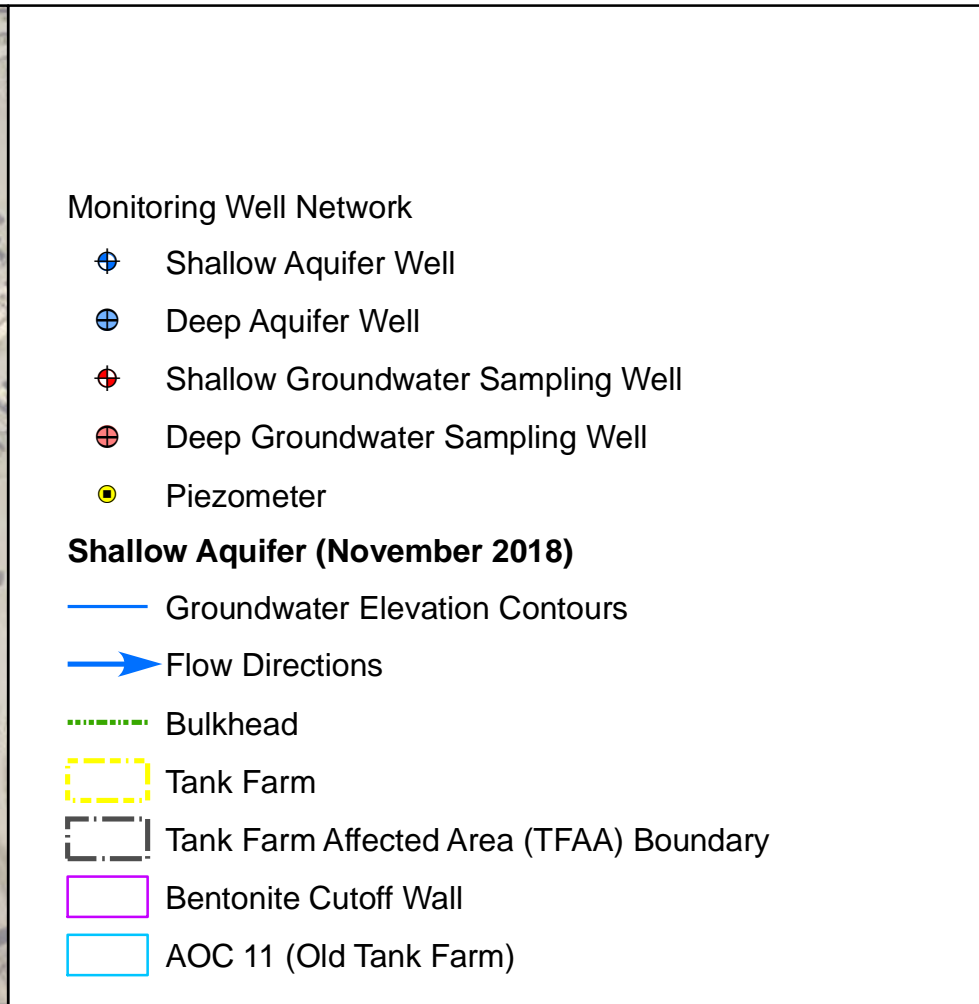 Monitoring Well Network
Shallow Aquifer Well
Deep Aquifer Well
Shallow Groundwater Sampling Well
Deep Groundwater Sampling Well
Piezometer
Shallow Aquifer (November 2018)
Groundwater Elevation Contours
Flow Directions
Bulkhead
Tank Farm
Tank Farm Affected Area (TFAA) Boundary
Bentonite Cutoff Wall
AOC 11 (Old Tank Farm)